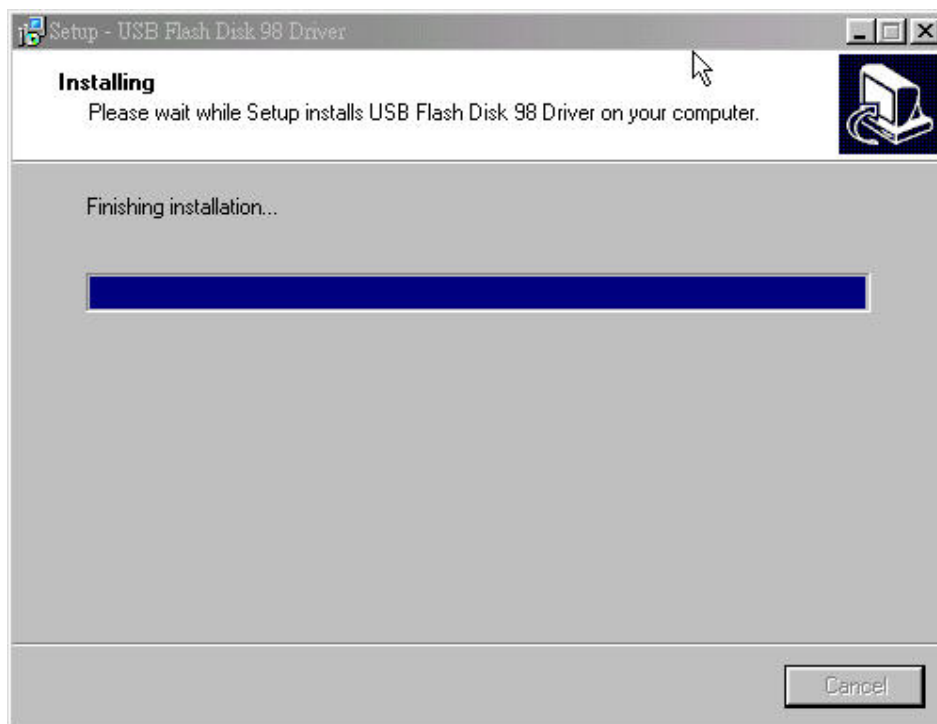 Setup - USB Flash Disk 98 Driver
Installing
Please wait while Setup installs USB Flash Disk 98 Driver on your computer.
Finishing installation...
Cancel